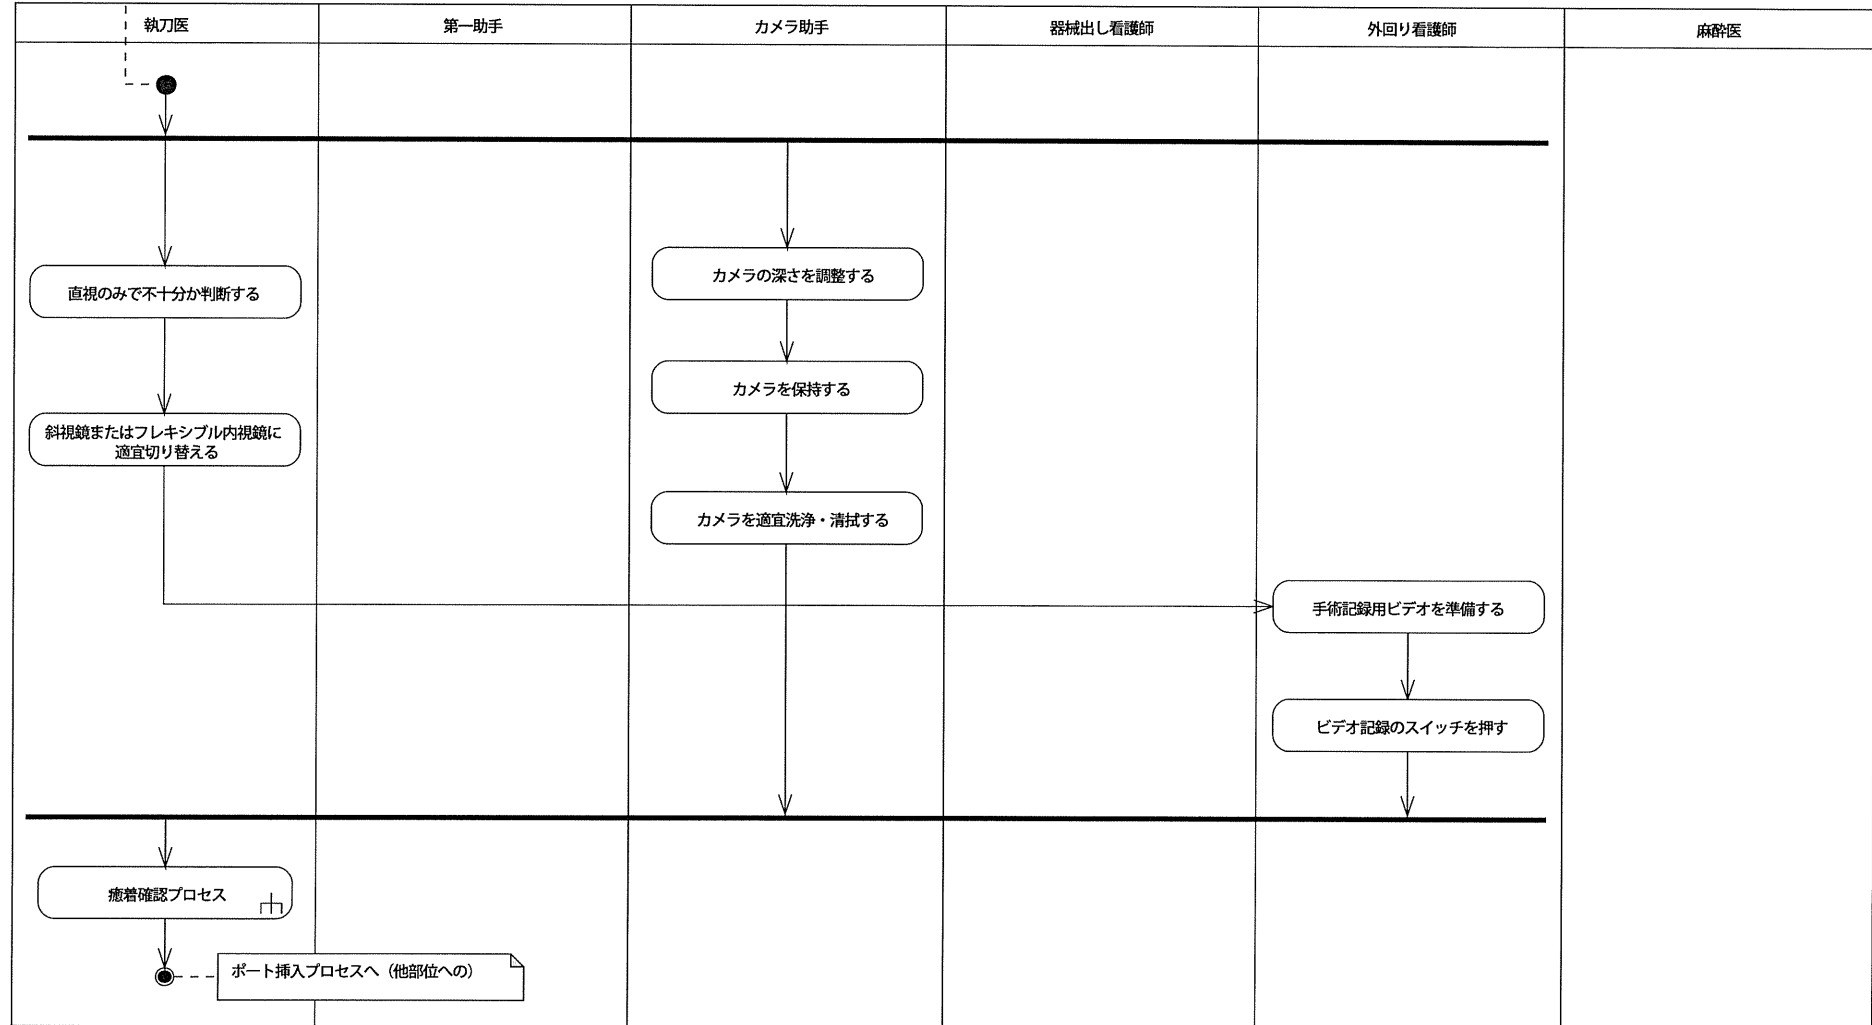 執刀医
第一助手
カメラ助手
器械出し看護師
外回り看護師
麻酔医
直視のみで不十分か判断する
カメラの深さを調整する
カメラを保持する
斜視鏡またはフレキシブル内視鏡に
適宜切り替える
カメラを適宜洗浄・清拭する
手術記録用ビデオを準備する
ビデオ記録のスイッチを押す
癒着確認プロセス
ポート挿入プロセスへ（他部位への）